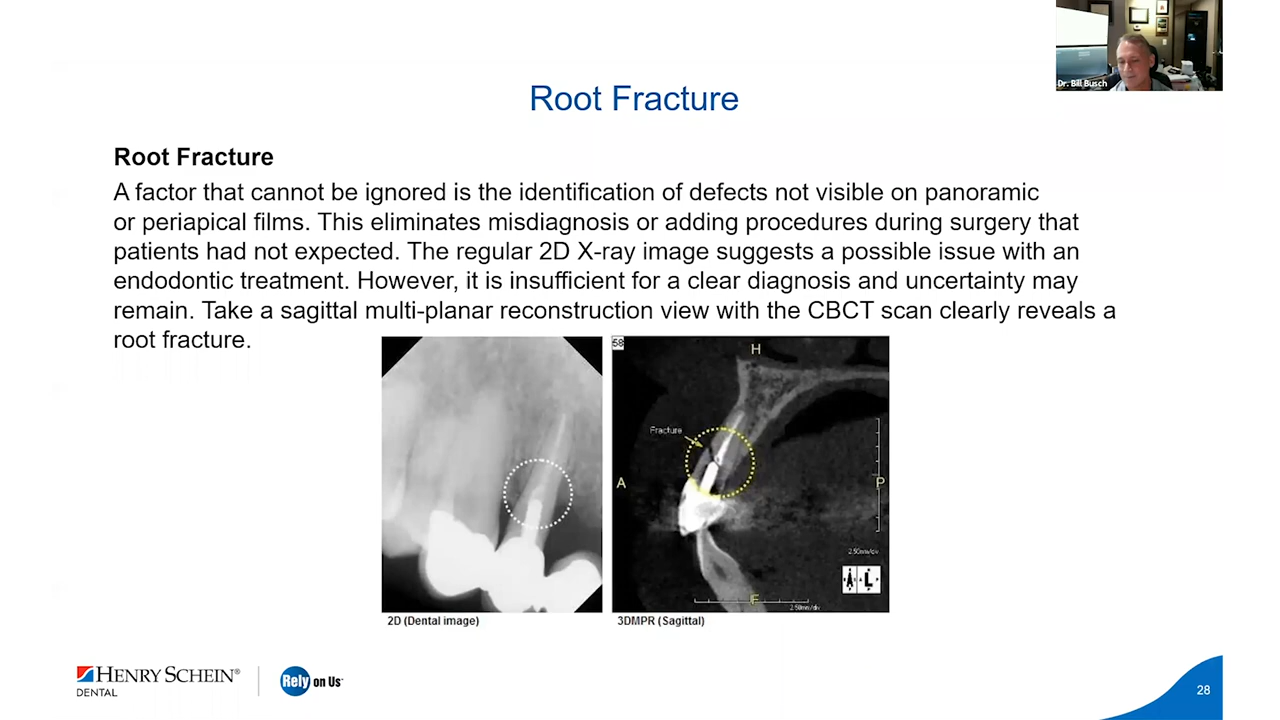 Dr. Bill Busch
Root Fracture
Root Fracture
A factor that cannot be ignored is the identification of defects not visible on panoramic
or periapical films. This eliminates misdiagnosis or adding procedures during surgery that
patients had not expected. The regular 2D X-ray image suggests a possible issue with an
endodontic treatment. However, it is insufficient for a clear diagnosis and uncertainty may
remain. Take a sagittal multi-planar reconstruction view with the CBCT scan clearly reveals a
root fracture.
58
H
Fracture
A
P
2.50mm/div
A L
F
2.50mm/div
2D (Dental image)
3DMPR (Sagittal)
HENRY SCHEIN®
DENTAL
Rely on Us™
28